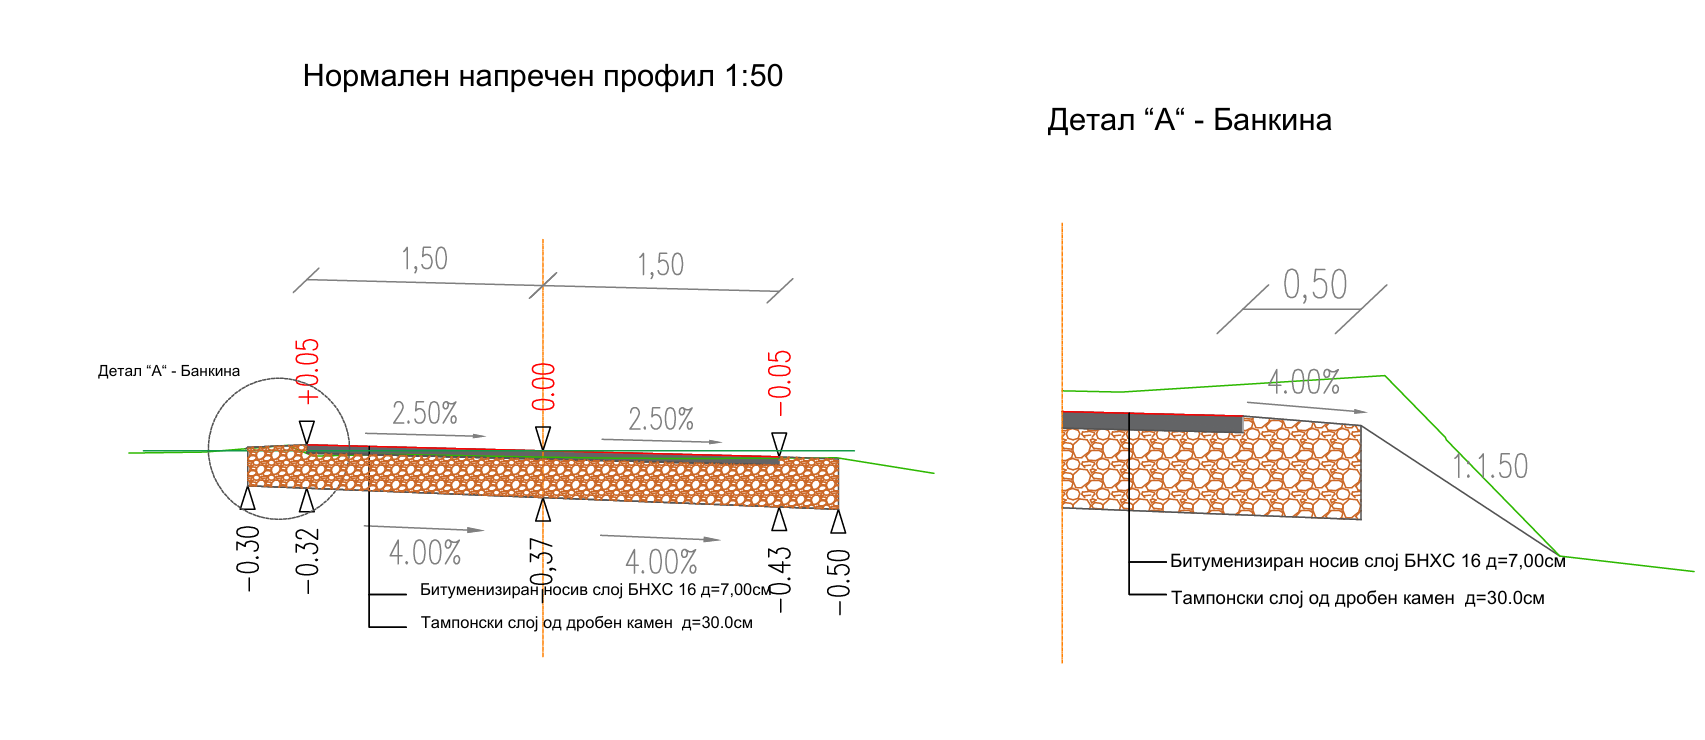 Нормален напречен профил 1:50
Детал “А“ - Банкина
1,50
1,50
0,50
+0.05
0.00
-0.05
Детал “А“ - Банкина
2.50%
2.50%
4.00%
1:1.50
-0.30
-0.32
-0,37
-0.43
-0.50
4.00%
4.00%
Битуменизиран носив слој БНХС 16 д=7,00см
Тампонски слој од дробен камен д=30.0см
Битуменизиран носив слој БНХС 16 д=7,00см
Тампонски слој од дробен камен д=30.0см